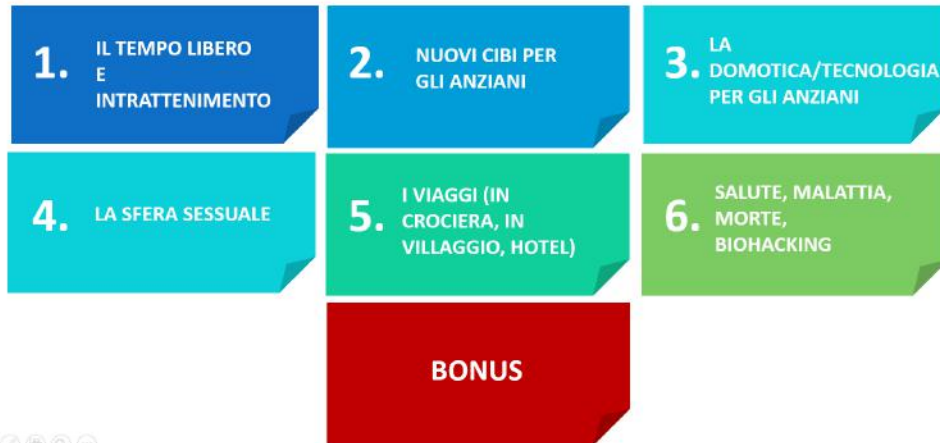 1.
IL TEMPO LIBERO
E
INTRATTENIMENTO
2.
NUOVI CIBI PER
GLI ANZIANI
3.
LA
DOMOTICA/TECNOLOGIA
PER GLI ANZIANI
4.
LA SFERA SESSUALE
5.
I VIAGGI (IN
CROCIERA, IN
VILLAGGIO, HOTEL)
6.
SALUTE, MALATTIA,
MORTE,
BIOHACKING
BONUS